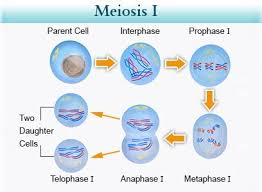 Meiosis I
Parent Cell
Interphase
Prophase I
Two
Daughter
Cells
Telophase I
Anaphase I
Metaphase I